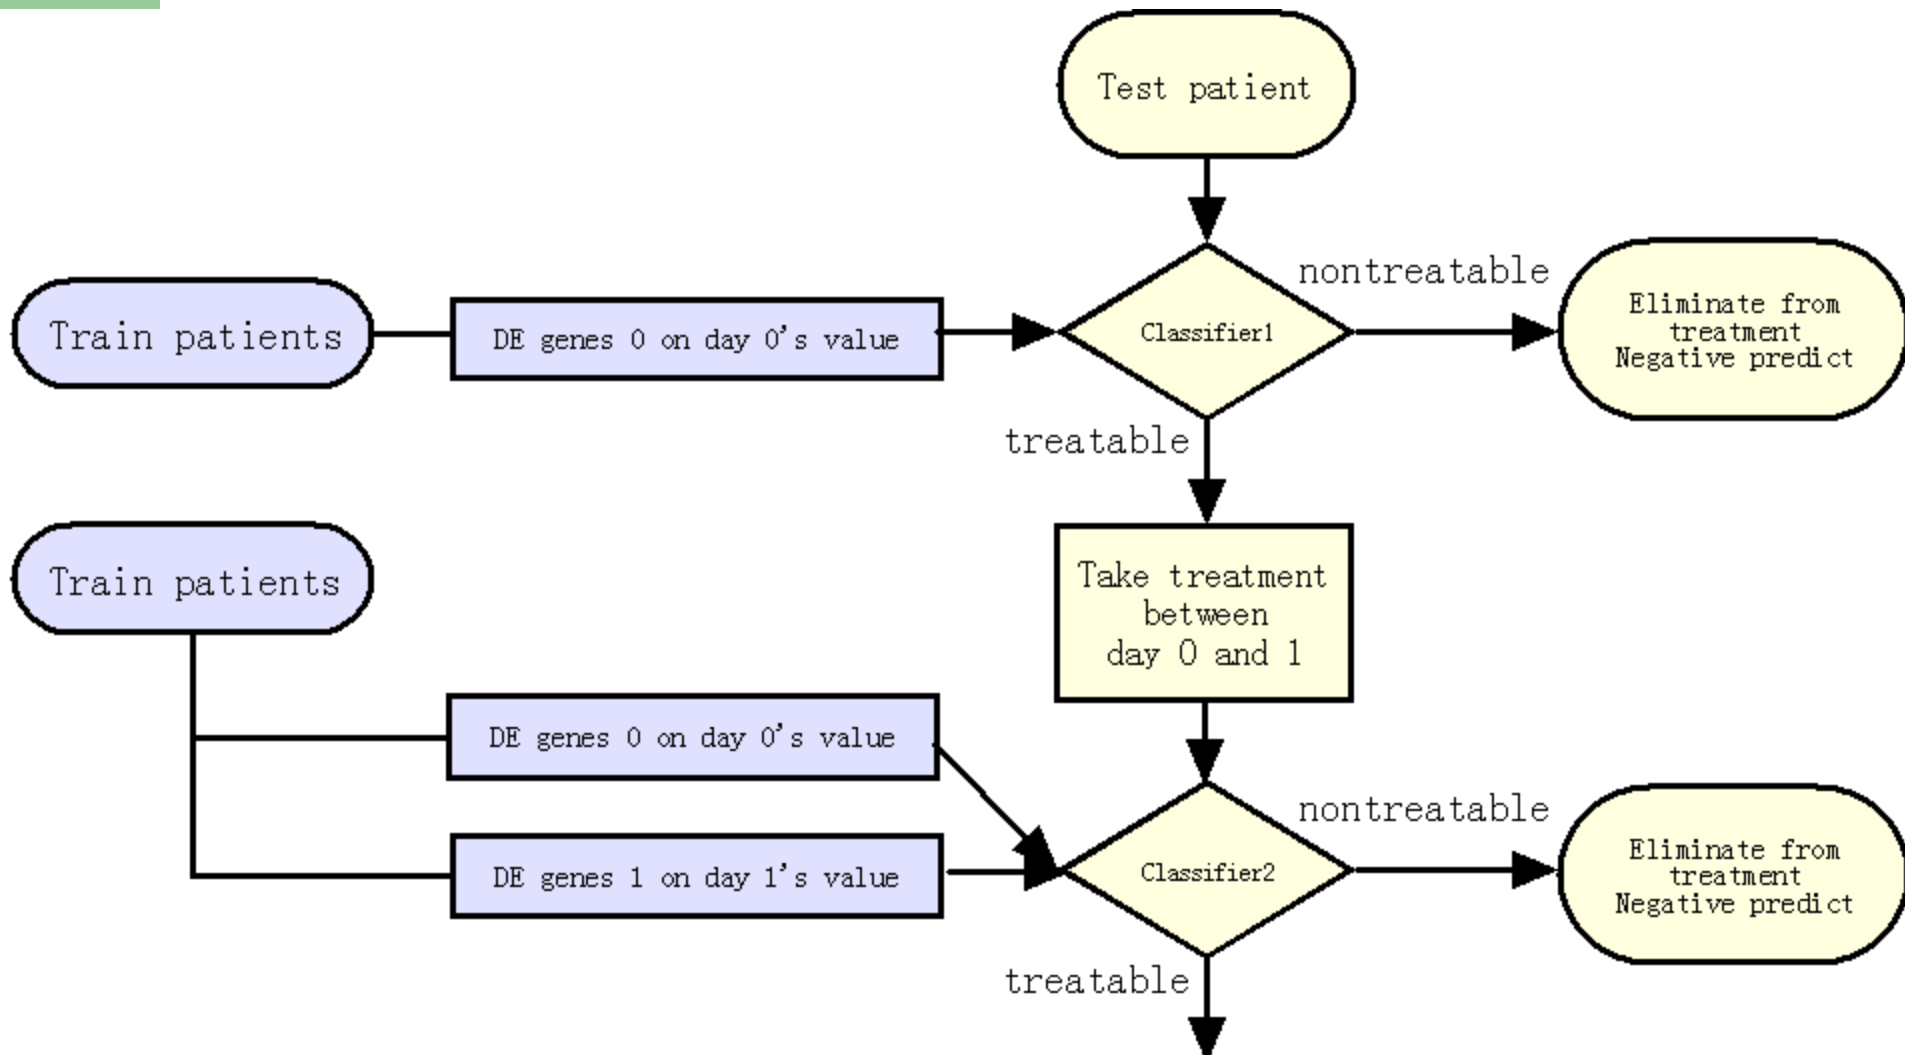 Test patient
nontreatable
Train patients
DE genes 0 on day 0's value
Classifier1
Eliminate from
treatment
Negative predict
treatable
Train patients
Take treatment
between
day 0 and 1
DE genes 0 on day 0's value
nontreatable
DE genes 1 on day 1's value
Classifier2
Eliminate from
treatment
Negative predict
treatable